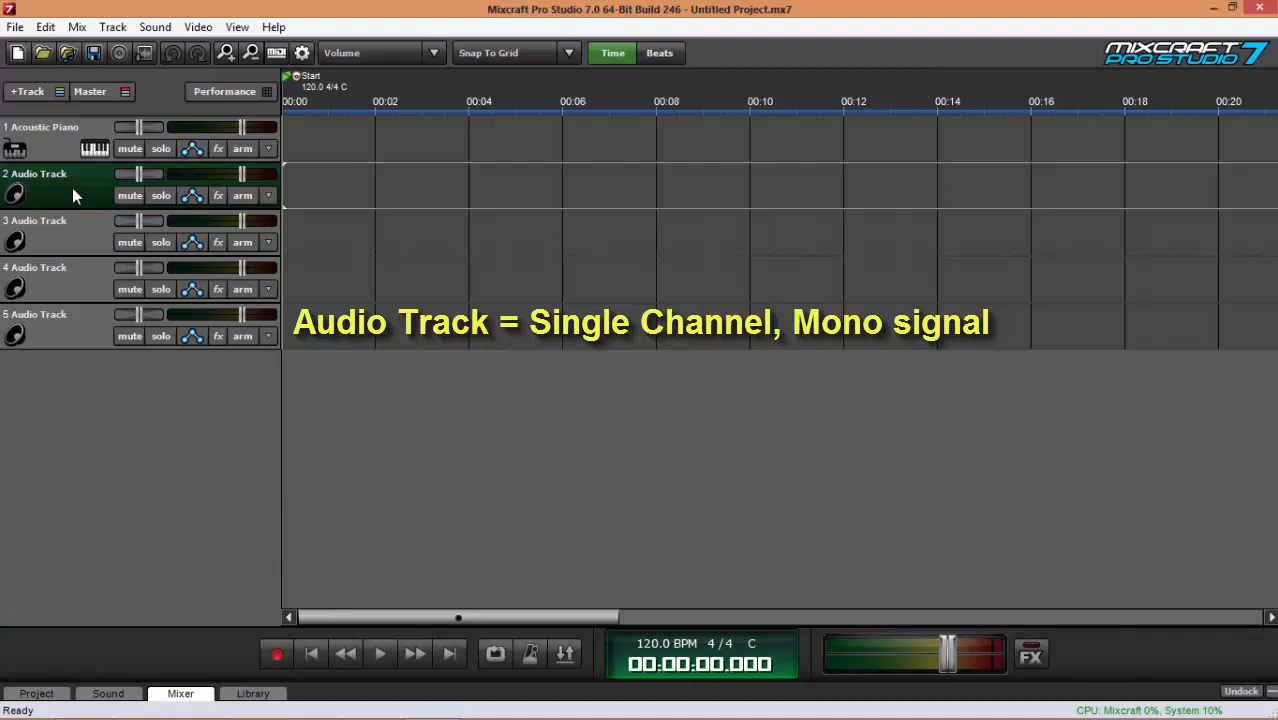 7 Mixcraft Pro Studio 7.0 64-Bit Build 246 - Untitled Project.mx7
File Edit Mix Track Sound Video View Help
Volume Snap To Grid Time Beats MIXCRAFT PRO STUDIO 7
+Track Master Performance
Start
120.0 4/4 C
00:00 00:02 00:04 00:06 00:08 00:10 00:12 00:14 00:16 00:18 00:20
1 Acoustic Piano
mute solo fx arm
2 Audio Track
mute solo fx arm
3 Audio Track
mute solo fx arm
4 Audio Track
mute solo fx arm
5 Audio Track
mute solo fx arm
Audio Track = Single Channel, Mono signal
120.0 BPM 4/4 C
00:00:00.000
FX
Project Sound Mixer Library Undock
Ready CPU: Mixcraft 0%, System 10%